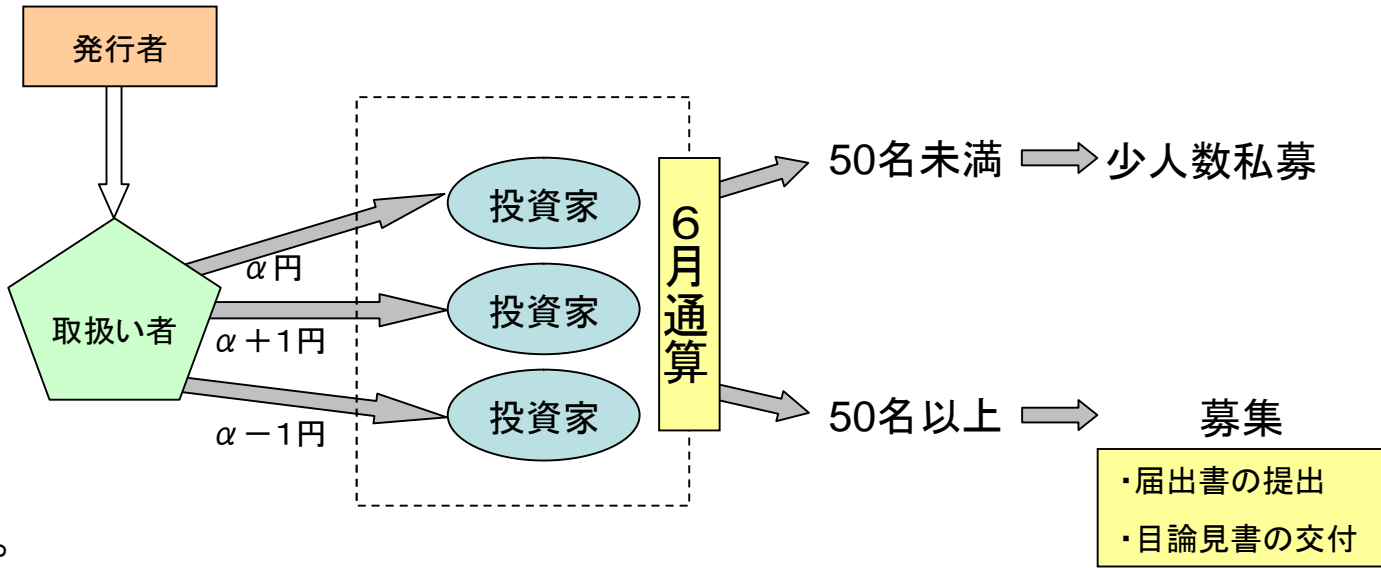 発行者
取扱い者
α円
α+1円
α-1円
投資家
投資家
投資家
6月通算
50名未満
少人数私募
50名以上
募集
・届出書の提出
・目論見書の交付
。